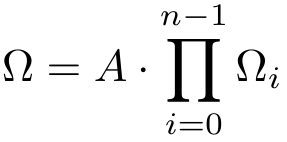 Ω = A · ∏_{i=0}^{n−1} Ω_i